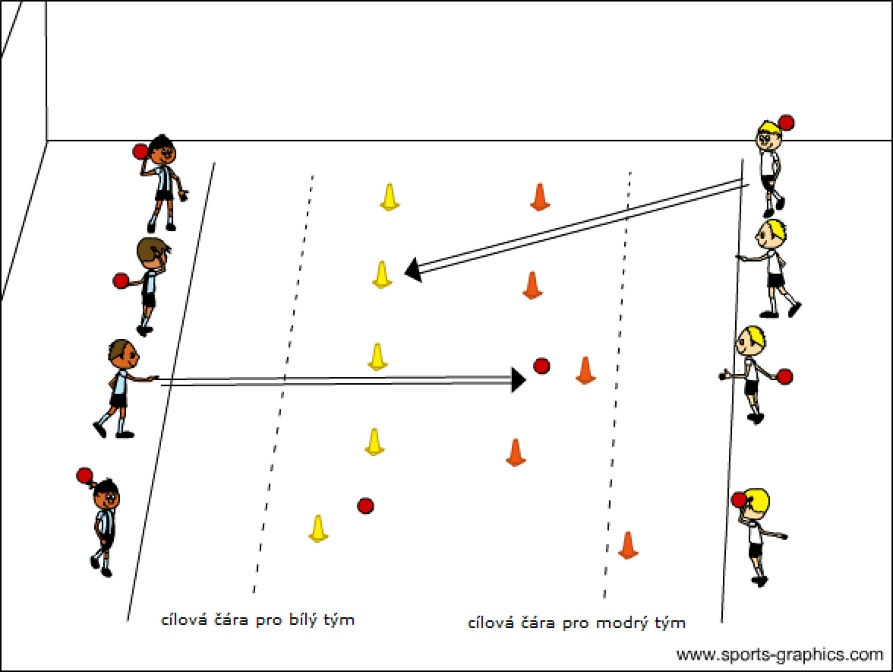 cílová čára pro bílý tým
cílová čára pro modrý tým
www.sports-graphics.com